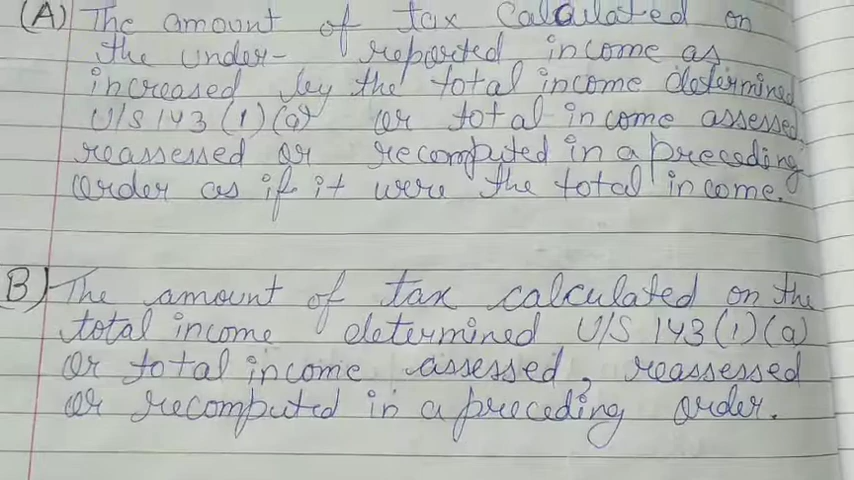 (A) The amount of tax calculated on
the under- reported income as
increased by the total income determined
U/S 143 (1) (a) or total income assessed,
reassessed or recomputed in a preceding
order as if it were the total income.
(B) The amount of tax calculated on the
total income determined U/S 143 (1) (a)
or total income assessed, reassessed
or recomputed in a preceding order.